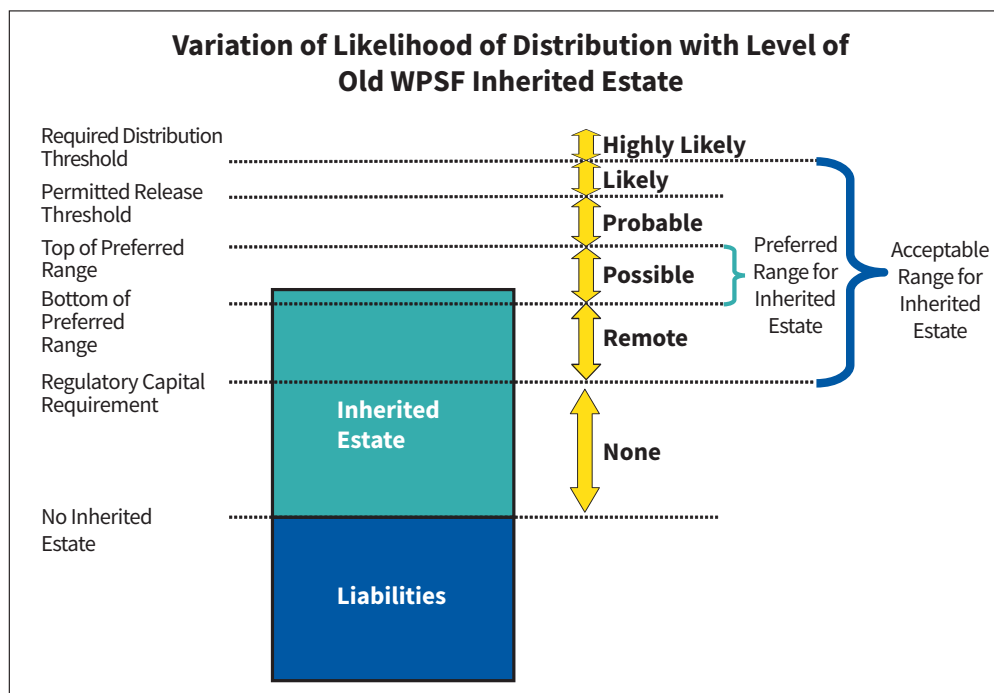 Variation of Likelihood of Distribution with Level of
Old WPSF Inherited Estate
Required Distribution
Threshold
Highly Likely
Likely
Permitted Release
Threshold
Probable
Top of Preferred
Range
Possible
Preferred
Range for
Inherited
Estate
Acceptable
Range for
Inherited
Estate
Bottom of
Preferred
Range
Remote
Regulatory Capital
Requirement
Inherited
Estate
None
No Inherited
Estate
Liabilities